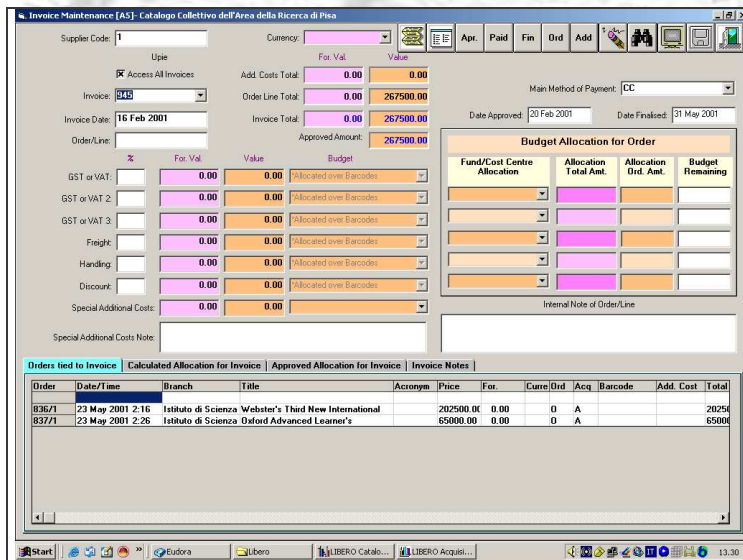 Invoice Maintenance [A5]- Catalogo Collettivo dell'Area della Ricerca di Pisa
Supplier Code: 1
Currency:
Apr. Paid Fin Ord Add
Upie
For. Val. Value
Access All Invoices
Add. Costs Total: 0.00 0.00
Main Method of Payment: CC
Invoice: 945
Order Line Total: 0.00 267500.00
Invoice Date: 16 Feb 2001
Invoice Total: 0.00 267500.00
Date Approved: 20 Feb 2001 Date Finalised: 31 May 2001
Order/Line:
Approved Amount: 267500.00
Budget Allocation for Order
% For. Val. Value Budget
Fund/Cost Centre Allocation Allocation Total Amt. Allocation Ord. Amt. Budget Remaining
GST or VAT: 0.00 0.00 *Allocated over Barcodes
GST or VAT 2: 0.00 0.00 *Allocated over Barcodes
GST or VAT 3: 0.00 0.00 *Allocated over Barcodes
Freight: 0.00 0.00 *Allocated over Barcodes
Handling: 0.00 0.00 *Allocated over Barcodes
Discount: 0.00 0.00 *Allocated over Barcodes
Special Additional Costs: 0.00 0.00
Internal Note of Order/Line
Special Additional Costs Note:
Orders tied to Invoice Calculated Allocation for Invoice Approved Allocation for Invoice Invoice Notes
Order Date/Time Branch Title Acronym Price For. Curre Ord Acq Barcode Add. Cost Total
836/1 23 May 2001 2:16 Istituto di Scienza Webster's Third New International 202500.00 0.00 0 A 2025
837/1 23 May 2001 2:26 Istituto di Scienza Oxford Advanced Learner's 65000.00 0.00 0 A 6500
Start Eudora Libero LIBERO Catalo... LIBERO Acquisi... 13.30